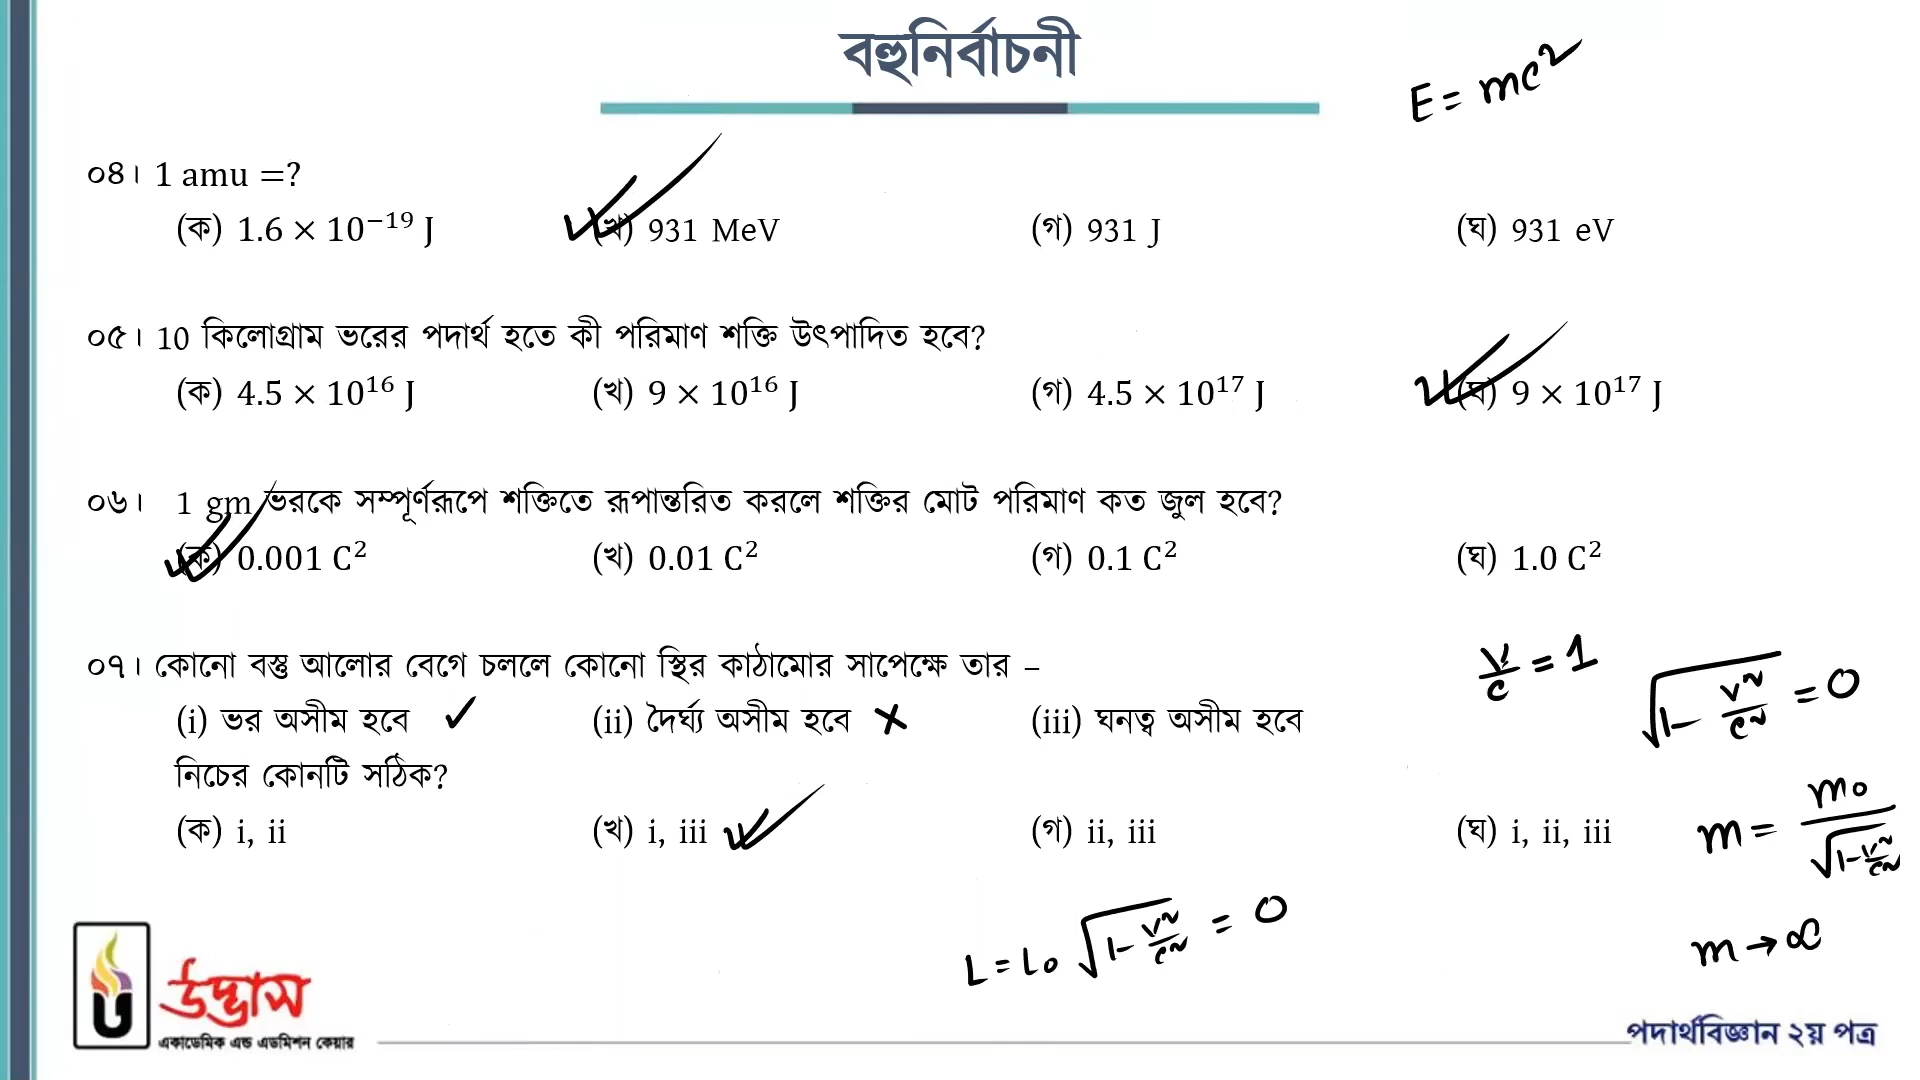 বহুনির্বাচনী
E = mc²
০৪। 1 amu =?
(ক) 1.6 × 10⁻¹⁹ J (খ) 931 MeV (গ) 931 J (ঘ) 931 eV
০৫। 10 কিলোগ্রাম ভরের পদার্থ হতে কী পরিমাণ শক্তি উৎপাদিত হবে?
(ক) 4.5 × 10¹⁶ J (খ) 9 × 10¹⁶ J (গ) 4.5 × 10¹⁷ J (ঘ) 9 × 10¹⁷ J
০৬। 1 gm ভরকে সম্পূর্ণরূপে শক্তিতে রূপান্তরিত করলে শক্তির মোট পরিমাণ কত জুল হবে?
(ক) 0.001 C² (খ) 0.01 C² (গ) 0.1 C² (ঘ) 1.0 C²
০৭। কোনো বস্তু আলোর বেগে চললে কোনো স্থির কাঠামোর সাপেক্ষে তার –
v/c = 1
√(1 - v²/c²) = 0
(i) ভর অসীম হবে ✓ (ii) দৈর্ঘ্য অসীম হবে ✗ (iii) ঘনত্ব অসীম হবে
নিচের কোনটি সঠিক?
(ক) i, ii (খ) i, iii (গ) ii, iii (ঘ) i, ii, iii
m = m₀/√(1 - v²/c²)
L = L₀ √(1 - v²/c²) = 0
m → ∞
উদ্ভাস
একাডেমিক এন্ড এডমিশন কেয়ার
পদার্থবিজ্ঞান ২য় পত্র